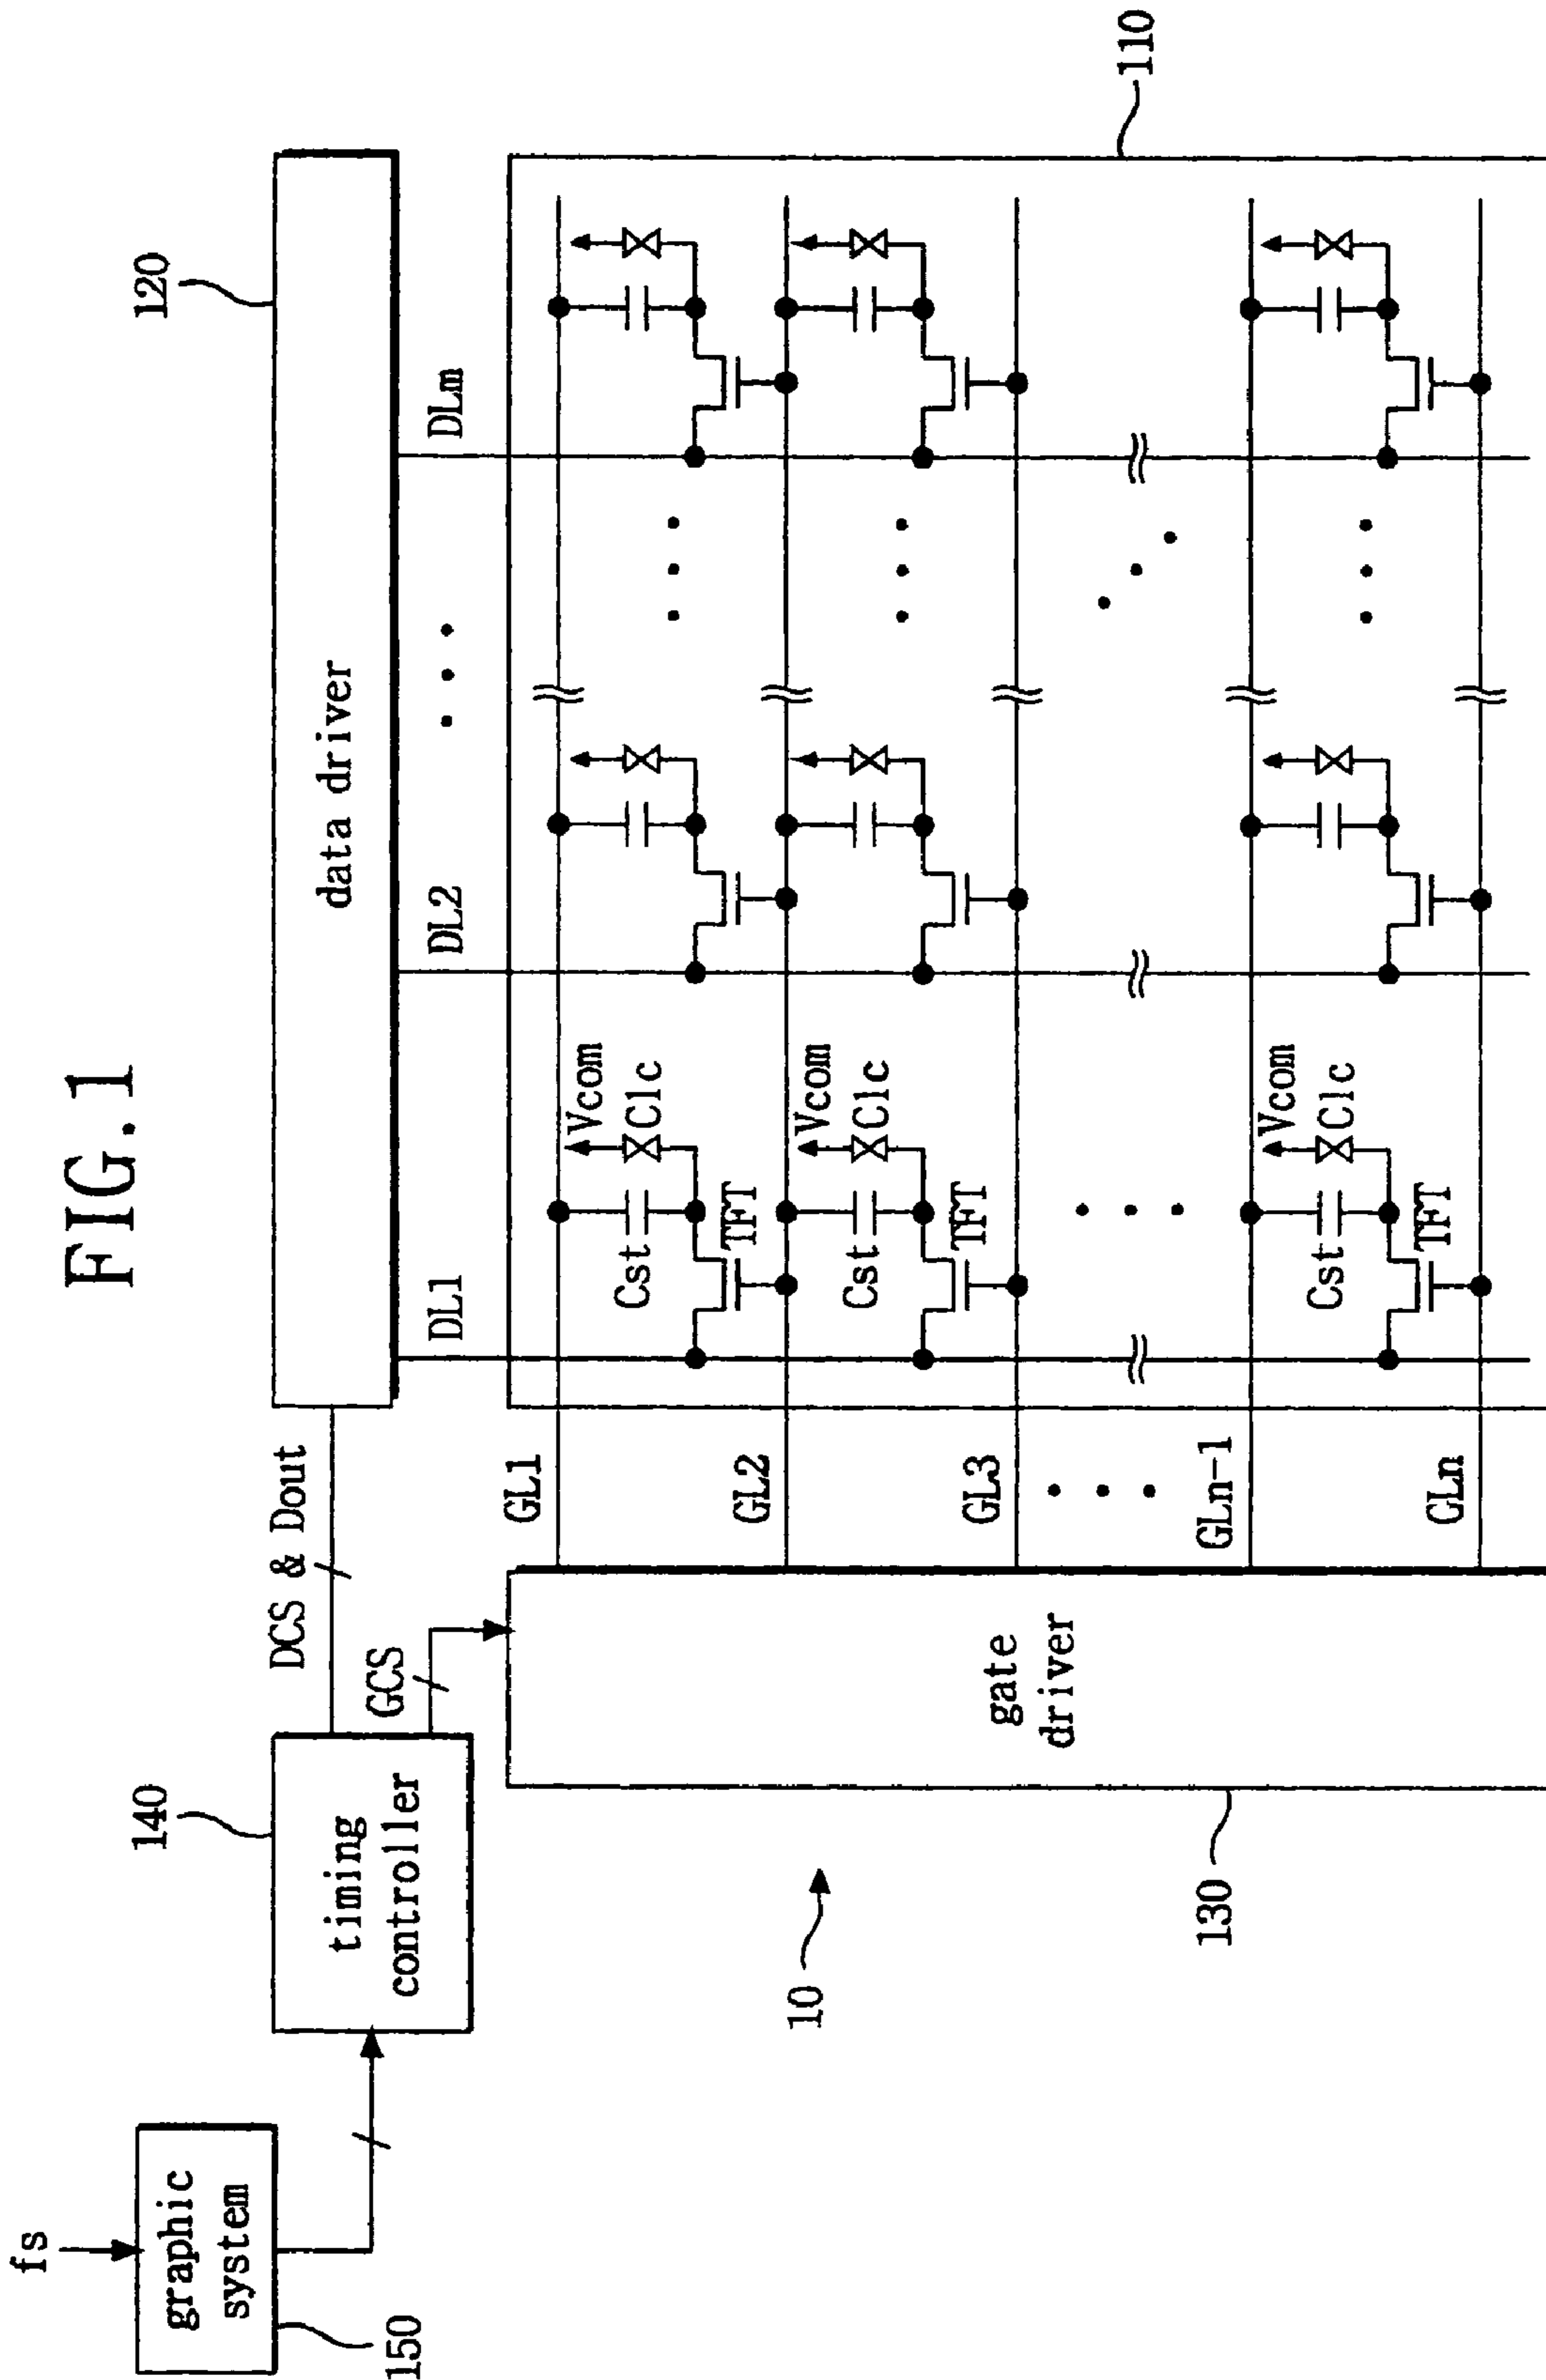 FIG.1
fs
graphic
system
150
140
timing
controller
DCS & Dout
GCS
120
data driver
DL1
DL2
DLm
110
10
130
gate
driver
GL1
GL2
GL3
GLn-1
GLn
Vcom
Cst
Clc
TFT
Vcom
Cst
Clc
TFT
Vcom
Cst
Clc
TFT